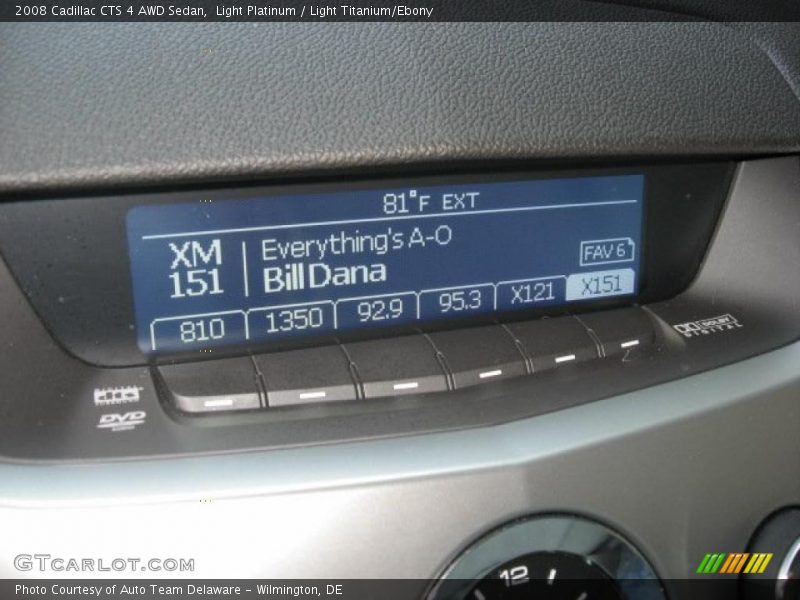 2008 Cadillac CTS 4 AWD Sedan,  Light Platinum / Light Titanium/Ebony
81°F EXT
XM 151
Everything's A-O
Bill Dana
FAV 6
810 1350 92.9 95.3 X121 X151
DOLBY DIGITAL
DVD
12
GTCARLOT.COM
Photo Courtesy of Auto Team Delaware - Wilmington, DE